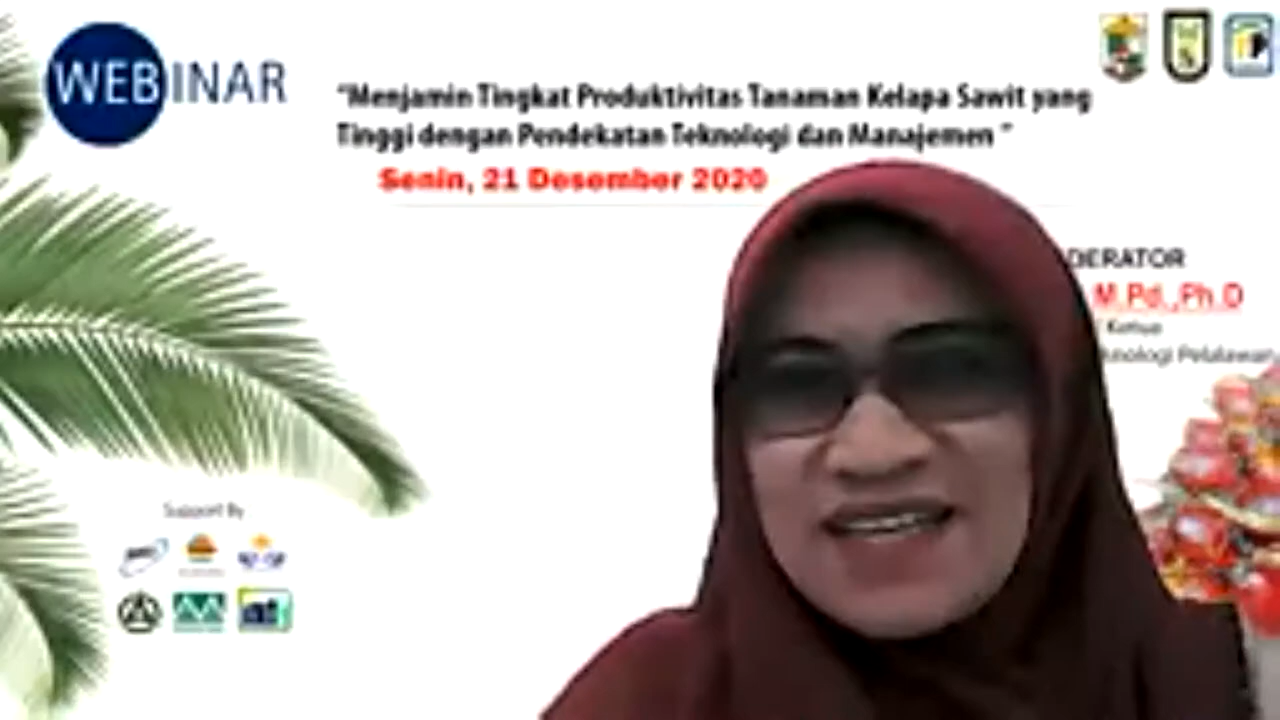 WEBINAR
"Menjamin Tingkat Produktivitas Tanaman Kelapa Sawit yang
Tinggi dengan Pendekatan Teknologi dan Manajemen "
Senin, 21 Desember 2020
DERATOR
M.Pd.,Ph.D
Ketua
knologi Pelalawan
Support By